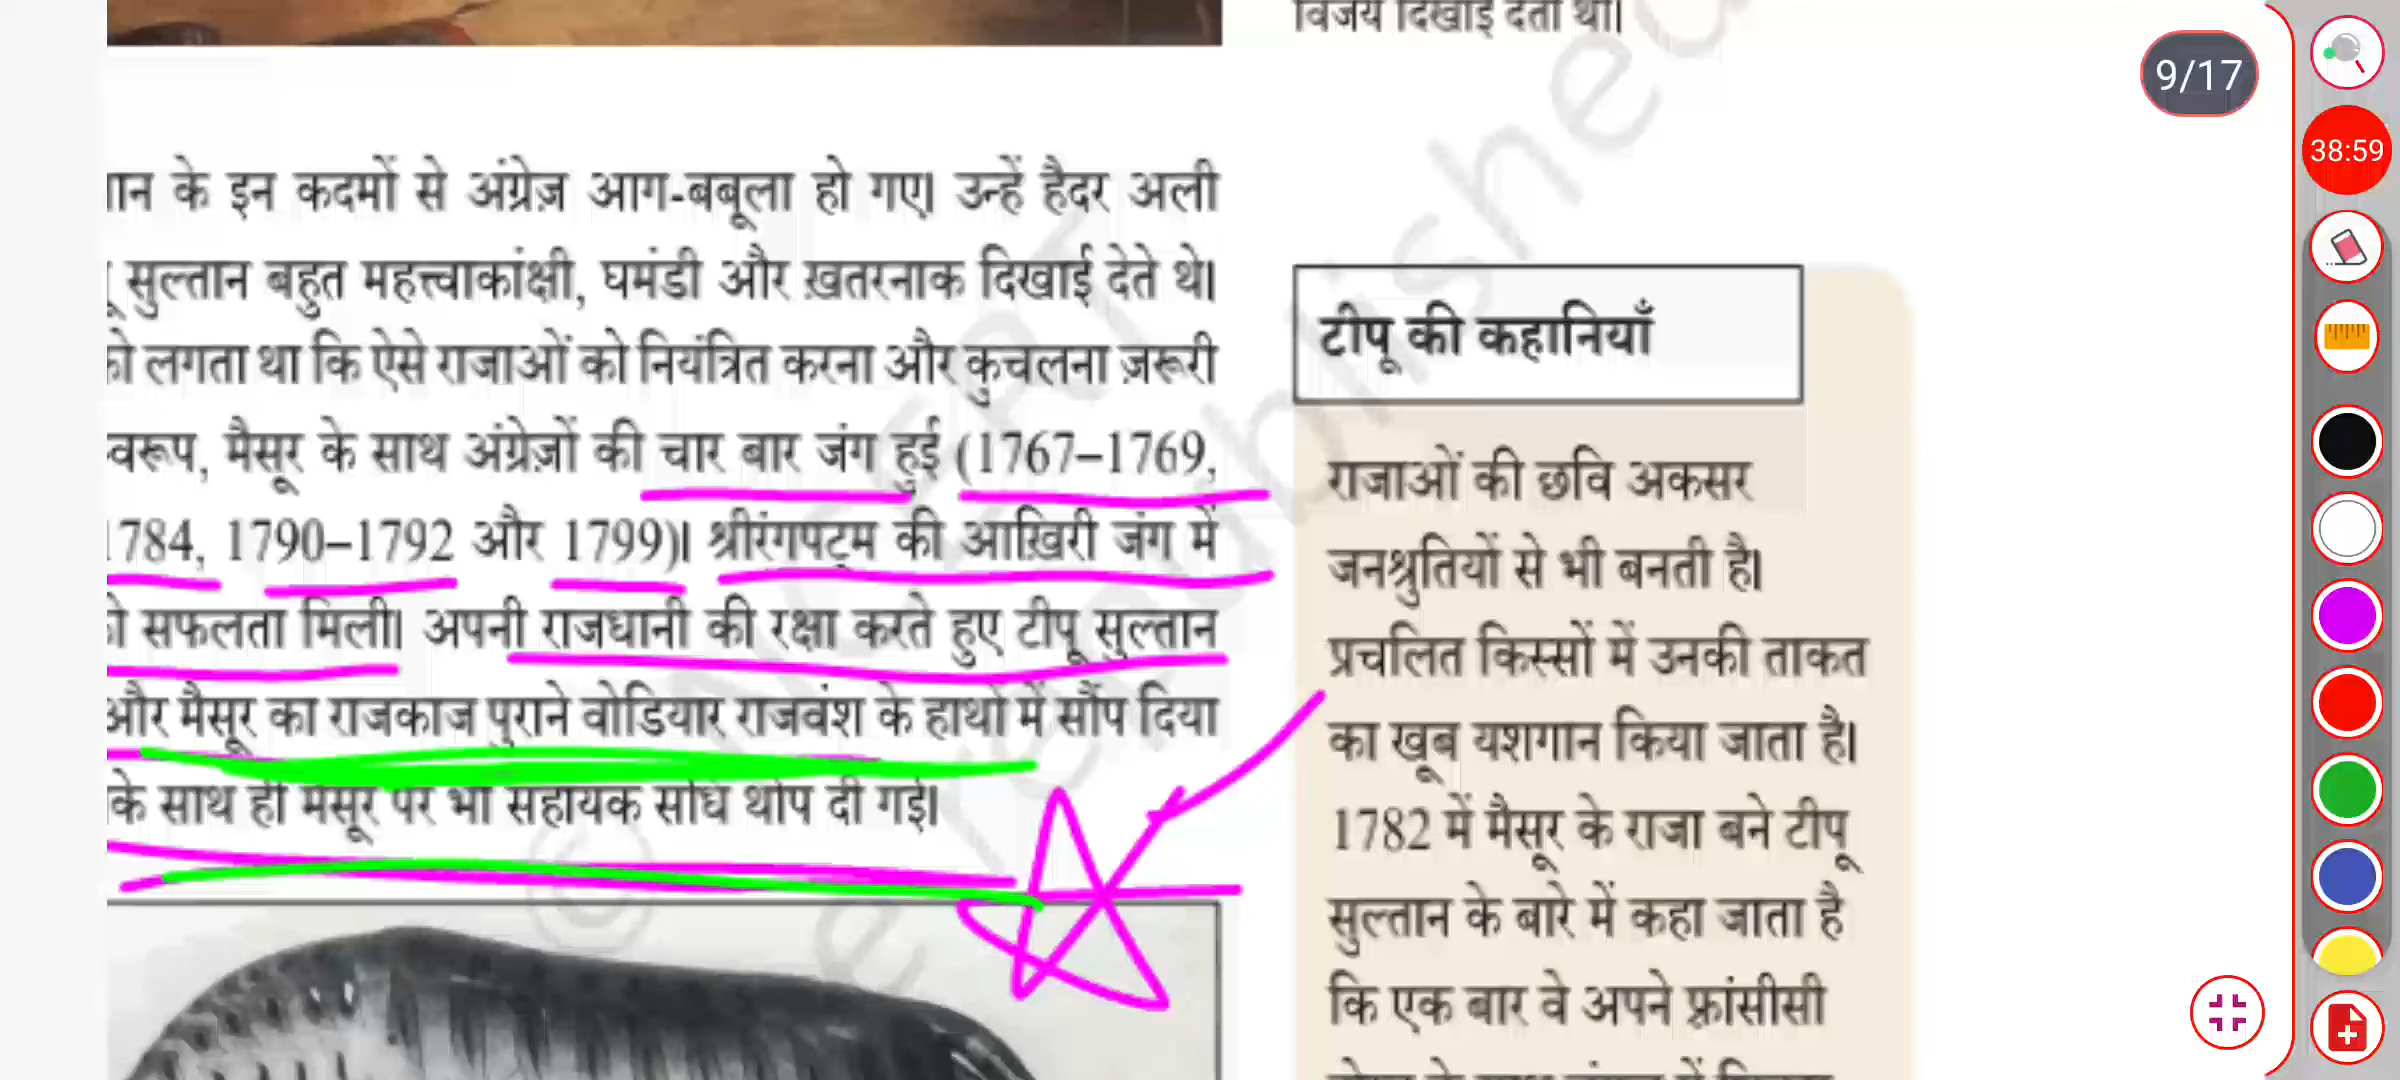 विजय दिखाई देती थी।
9/17
38:59
के इन कदमों से अंग्रेज़ आग-बबूला हो गए। उन्हें हैदर अली
सुल्तान बहुत महत्त्वाकांक्षी, घमंडी और ख़तरनाक दिखाई देते थे।
लगता था कि ऐसे राजाओं को नियंत्रित करना और कुचलना ज़रूरी
मैसूर के साथ अंग्रेज़ों की चार बार जंग हुई (1767–1769,
1784, 1790–1792 और 1799)। श्रीरंगपट्म की आख़िरी जंग में
सफलता मिली। अपनी राजधानी की रक्षा करते हुए टीपू सुल्तान
और मैसूर का राजकाज पुराने वोडियार राजवंश के हाथों में सौंप दिया
के साथ ही मैसूर पर भी सहायक संधि थोप दी गई।
टीपू की कहानियाँ
राजाओं की छवि अकसर
जनश्रुतियों से भी बनती है।
प्रचलित किस्सों में उनकी ताकत
का खूब यशगान किया जाता है।
1782 में मैसूर के राजा बने टीपू
सुल्तान के बारे में कहा जाता है
कि एक बार वे अपने फ़्रांसीसी